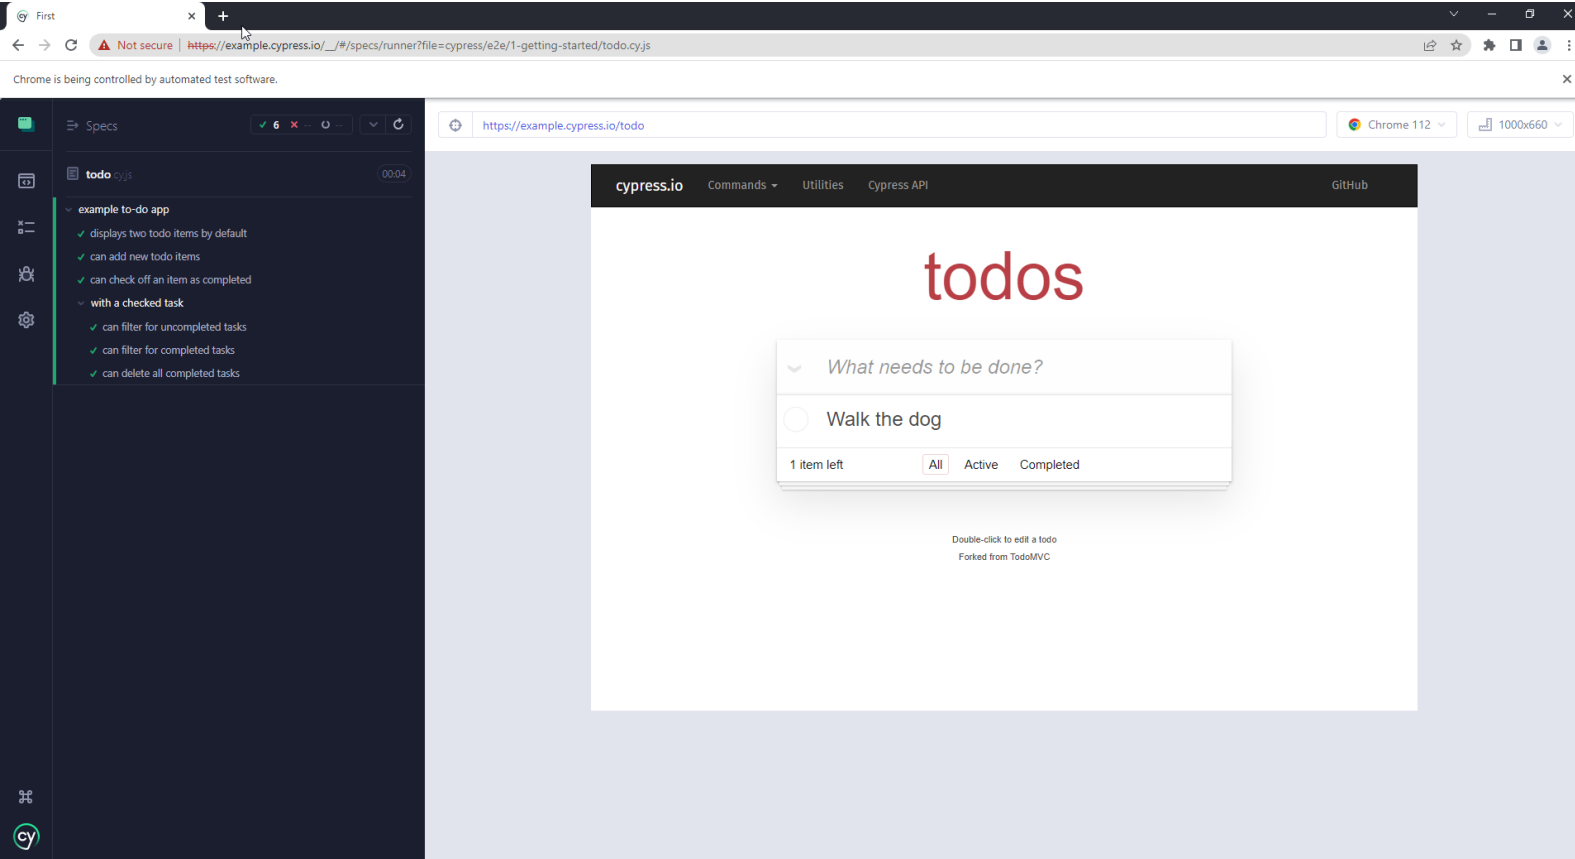 First
Not secure https://example.cypress.io/__/#/specs/runner?file=cypress/e2e/1-getting-started/todo.cy.js
Chrome is being controlled by automated test software.
Specs 6 -- --
todo.cy.js 00:04
example to-do app
displays two todo items by default
can add new todo items
can check off an item as completed
with a checked task
can filter for uncompleted tasks
can filter for completed tasks
can delete all completed tasks
cy
https://example.cypress.io/todo Chrome 112 1000x660
cypress.io Commands Utilities Cypress API GitHub
todos
What needs to be done?
Walk the dog
1 item left All Active Completed
Double-click to edit a todo
Forked from TodoMVC